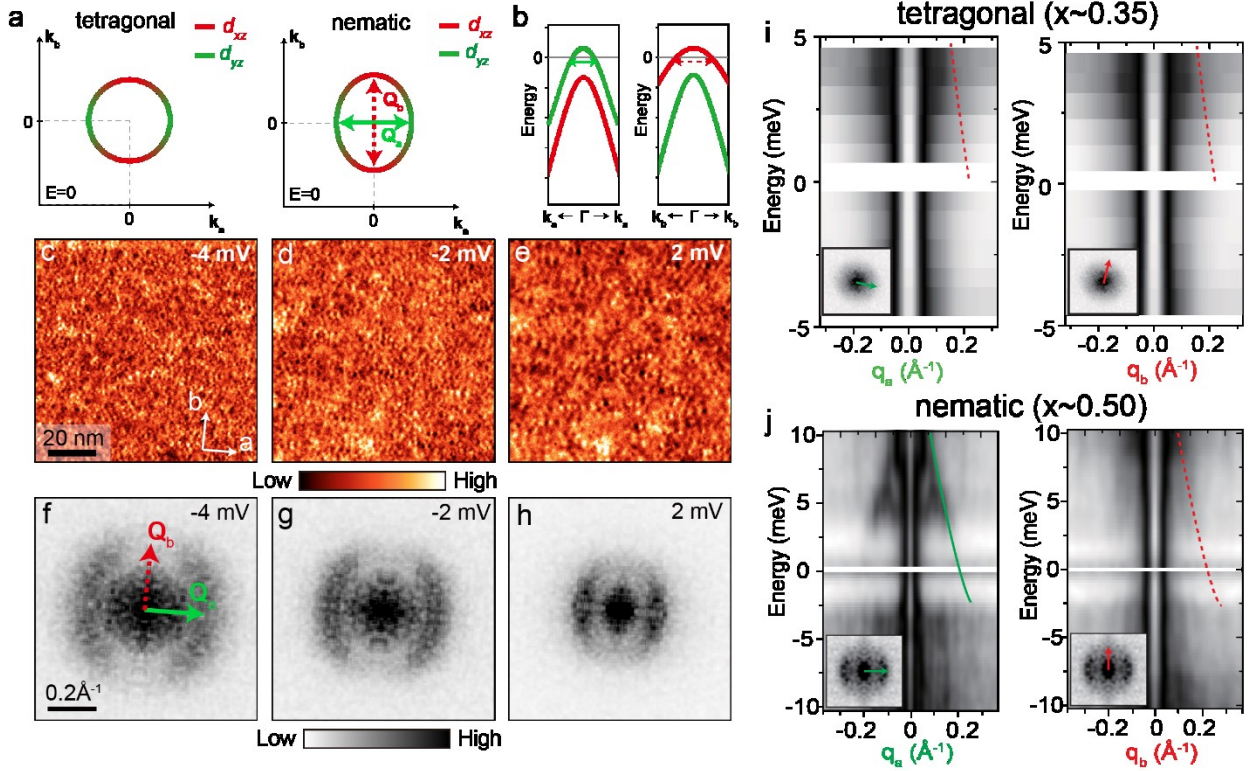 a
tetragonal
nematic
b
k_b
d_xz
d_yz
k_b
d_xz
d_yz
0
0
Q_b
Q_a
E=0
E=0
0
0
k_a
k_a
Energy
0
Energy
0
k_a ← Γ → k_a
k_b ← Γ → k_b
c
-4 mV
d
-2 mV
e
2 mV
b
a
20 nm
Low
High
f
-4 mV
g
-2 mV
h
2 mV
Q_b
Q_a
0.2Å⁻¹
Low
High
tetragonal (x~0.35)
i
Energy (meV)
5
0
-5
-0.2
0.0
0.2
q_a (Å⁻¹)
Energy (meV)
5
0
-5
-0.2
0.0
0.2
q_b (Å⁻¹)
nematic (x~0.50)
j
Energy (meV)
10
5
0
-5
-10
-0.2
0
0.2
q_a (Å⁻¹)
Energy (meV)
10
5
0
-5
-10
-0.2
0
0.2
q_b (Å⁻¹)